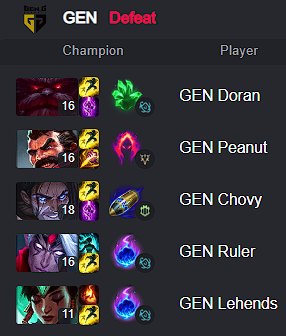 GEN.G
GEN Defeat
Champion Player
16 GEN Doran
16 GEN Peanut
18 GEN Chovy
16 GEN Ruler
11 GEN Lehends